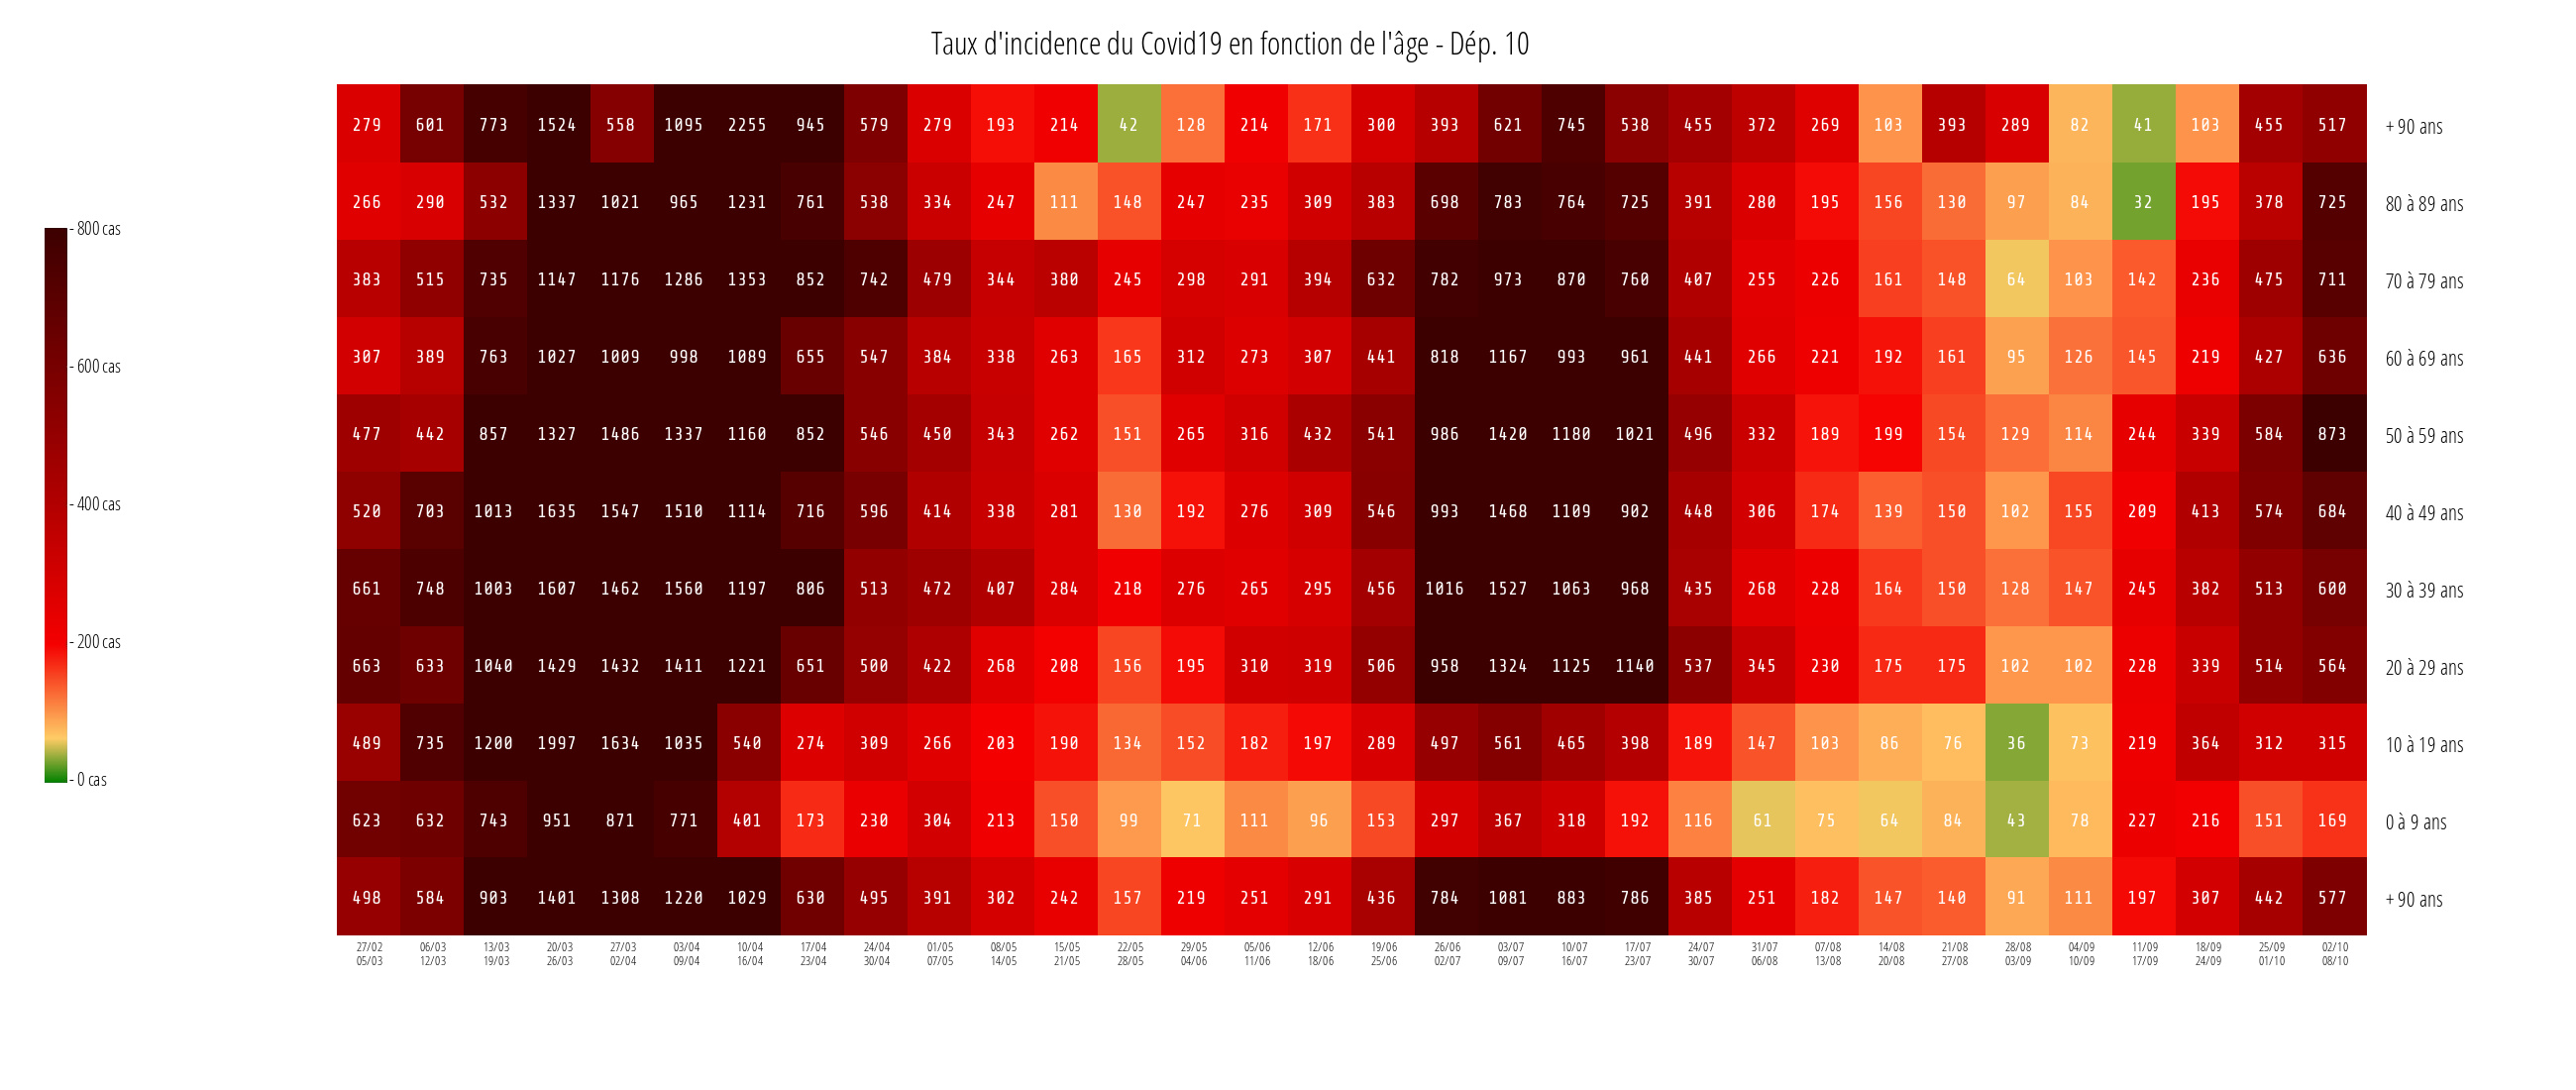 Taux d'incidence du Covid19 en fonction de l'âge - Dép. 10
- 800 cas
- 600 cas
- 400 cas
- 200 cas
- 0 cas
279 601 773 1524 558 1095 2255 945 579 279 193 214 42 128 214 171 300 393 621 745 538 455 372 269 103 393 289 82 41 103 455 517 + 90 ans
266 290 532 1337 1021 965 1231 761 538 334 247 111 148 247 235 309 383 698 783 764 725 391 280 195 156 130 97 84 32 195 378 725 80 à 89 ans
383 515 735 1147 1176 1286 1353 852 742 479 344 380 245 298 291 394 632 782 973 870 760 407 255 226 161 148 64 103 142 236 475 711 70 à 79 ans
307 389 763 1027 1009 998 1089 655 547 384 338 263 165 312 273 307 441 818 1167 993 961 441 266 221 192 161 95 126 145 219 427 636 60 à 69 ans
477 442 857 1327 1486 1337 1160 852 546 450 343 262 151 265 316 432 541 986 1420 1180 1021 496 332 189 199 154 129 114 244 339 584 873 50 à 59 ans
520 703 1013 1635 1547 1510 1114 716 596 414 338 281 130 192 276 309 546 993 1468 1109 902 448 306 174 139 150 102 155 209 413 574 684 40 à 49 ans
661 748 1003 1607 1462 1560 1197 806 513 472 407 284 218 276 265 295 456 1016 1527 1063 968 435 268 228 164 150 128 147 245 382 513 600 30 à 39 ans
663 633 1040 1429 1432 1411 1221 651 500 422 268 208 156 195 310 319 506 958 1324 1125 1140 537 345 230 175 175 102 102 228 339 514 564 20 à 29 ans
489 735 1200 1997 1634 1035 540 274 309 266 203 190 134 152 182 197 289 497 561 465 398 189 147 103 86 76 36 73 219 364 312 315 10 à 19 ans
623 632 743 951 871 771 401 173 230 304 213 150 99 71 111 96 153 297 367 318 192 116 61 75 64 84 43 78 227 216 151 169 0 à 9 ans
498 584 903 1401 1308 1220 1029 630 495 391 302 242 157 219 251 291 436 784 1081 883 786 385 251 182 147 140 91 111 197 307 442 577 + 90 ans
27/02 06/03 13/03 20/03 27/03 03/04 10/04 17/04 24/04 01/05 08/05 15/05 22/05 29/05 05/06 12/06 19/06 26/06 03/07 10/07 17/07 24/07 31/07 07/08 14/08 21/08 28/08 04/09 11/09 18/09 25/09 02/10
05/03 12/03 19/03 26/03 02/04 09/04 16/04 23/04 30/04 07/05 14/05 21/05 28/05 04/06 11/06 18/06 25/06 02/07 09/07 16/07 23/07 30/07 06/08 13/08 20/08 27/08 03/09 10/09 17/09 24/09 01/10 08/10